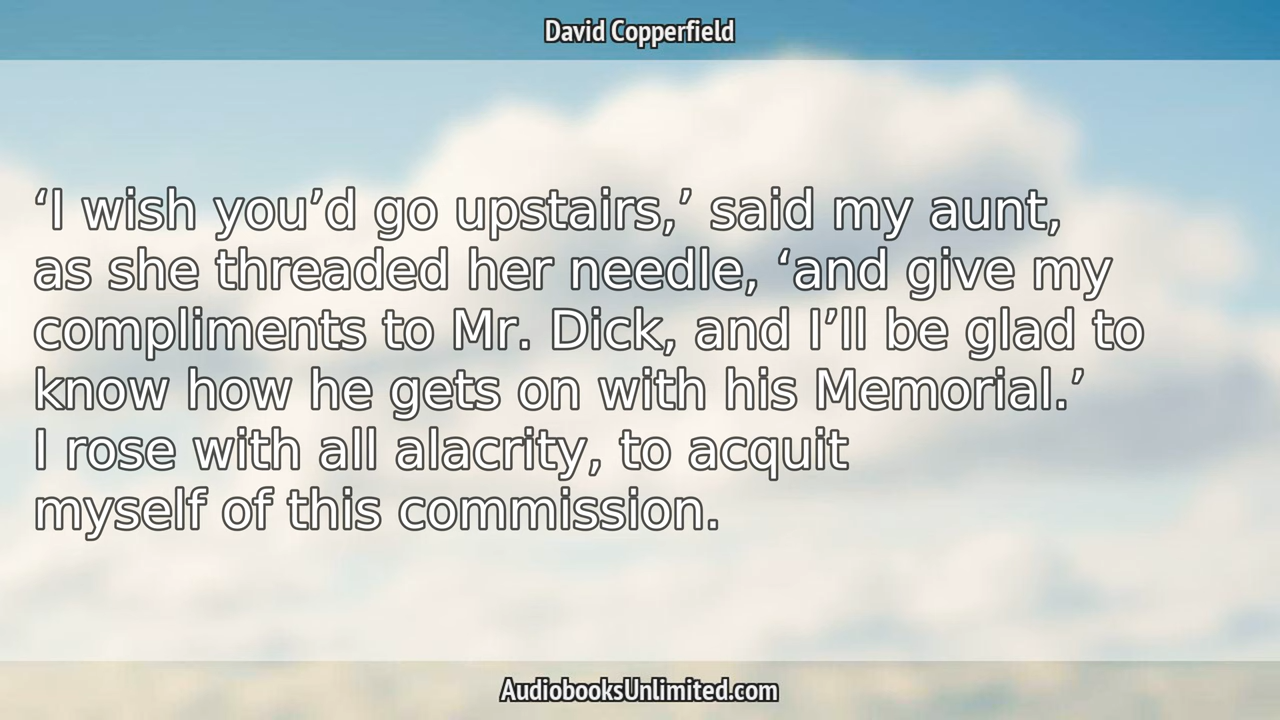 David Copperfield
‘I wish you’d go upstairs,’ said my aunt,
as she threaded her needle, ‘and give my
compliments to Mr. Dick, and I’ll be glad to
know how he gets on with his Memorial.’
I rose with all alacrity, to acquit
myself of this commission.
AudiobooksUnlimited.com